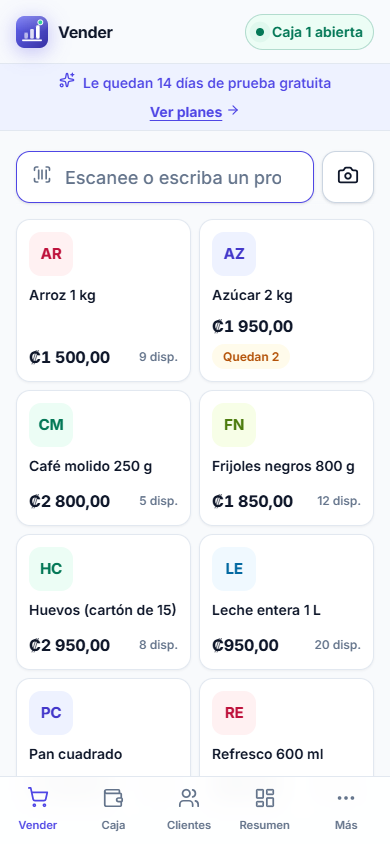 Vender
Caja 1 abierta
Le quedan 14 días de prueba gratuita
Ver planes →
Escanee o escriba un pro
AR
Arroz 1 kg
₡1 500,00
9 disp.
AZ
Azúcar 2 kg
₡1 950,00
Quedan 2
CM
Café molido 250 g
₡2 800,00
5 disp.
FN
Frijoles negros 800 g
₡1 850,00
12 disp.
HC
Huevos (cartón de 15)
₡2 950,00
8 disp.
LE
Leche entera 1 L
₡950,00
20 disp.
PC
Pan cuadrado
RE
Refresco 600 ml
Vender
Caja
Clientes
Resumen
Más